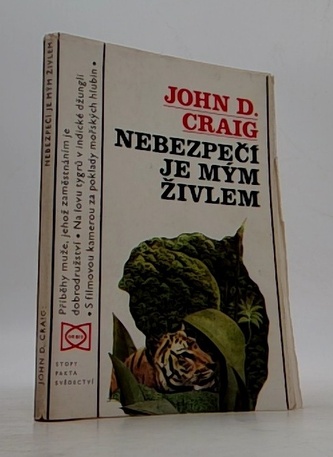 NEBEZPEČÍ JE MÝM ŽIVLEM
JOHN D. CRAIG
Příběhy muže, jehož zaměstnáním je
dobrodružství • Na lovu tygrů v indické džungli
• S filmovou kamerou za poklady mořských hlubin •
STOPY
FAKTA
SVĚDECTVÍ
JOHN D.
CRAIG
NEBEZPEČÍ
JE MÝM
ŽIVLEM